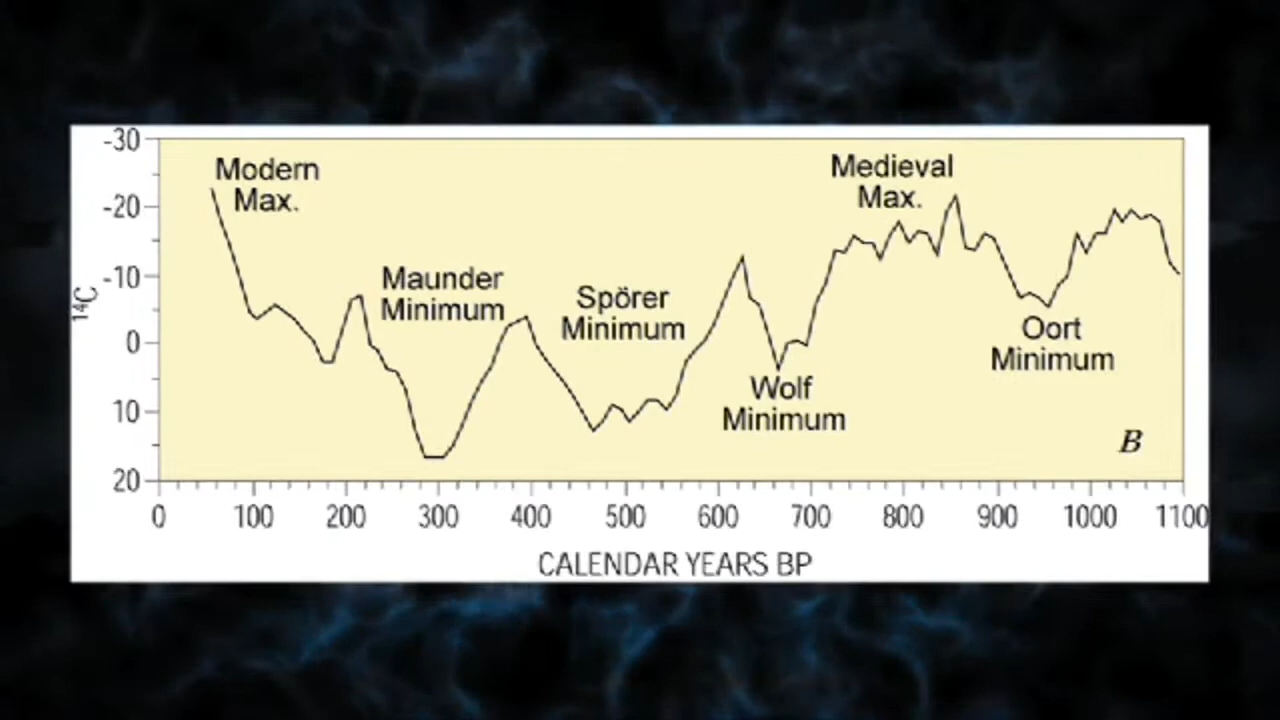 -30
-20
-10
0
10
20
14C
Modern
Max.
Maunder
Minimum
Spörer
Minimum
Wolf
Minimum
Medieval
Max.
Oort
Minimum
B
0 100 200 300 400 500 600 700 800 900 1000 1100
CALENDAR YEARS BP